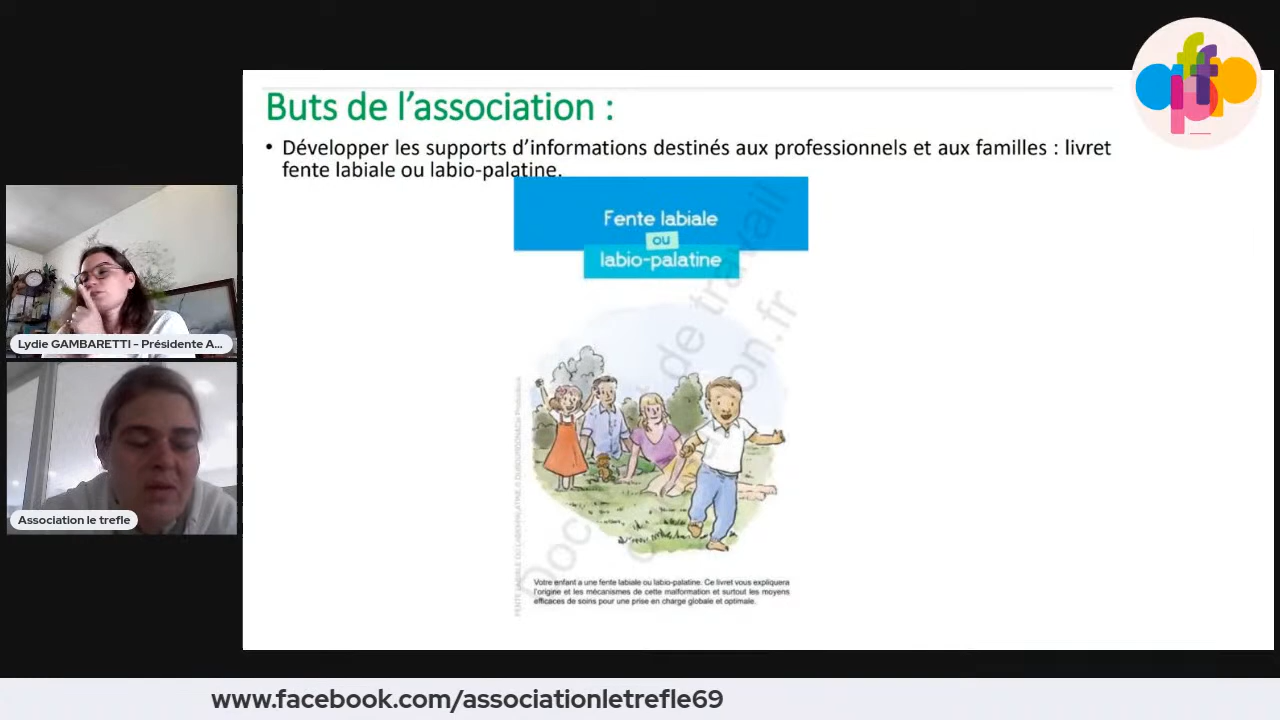 Buts de l’association :
• Développer les supports d’informations destinés aux professionnels et aux familles : livret
fente labiale ou labio-palatine.
Fente labiale
ou
labio-palatine
Votre enfant a une fente labiale ou labio-palatine. Ce livret vous expliquera
l'origine et les mécanismes de cette malformation et surtout les moyens
efficaces de soins pour une prise en charge globale et optimale.
Lydie GAMBARETTI - Présidente A...
Association le trefle
www.facebook.com/associationletrefle69